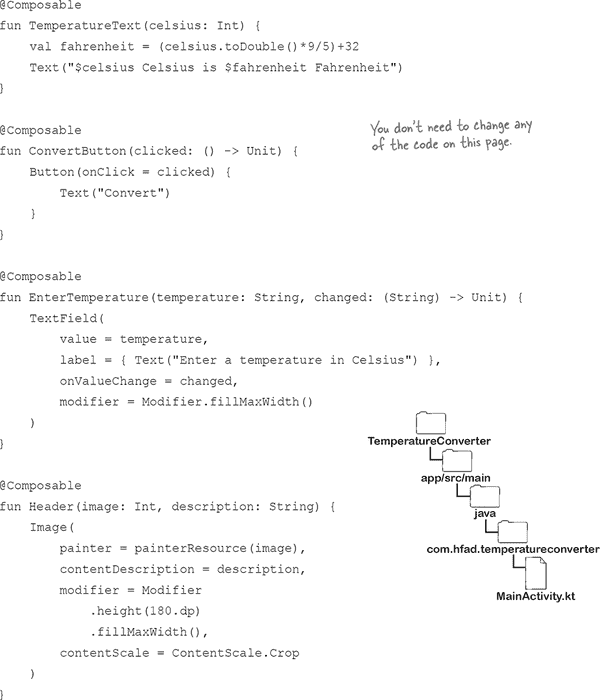 @Composable
fun TemperatureText(celsius: Int) {
    val fahrenheit = (celsius.toDouble()*9/5)+32
    Text("$celsius Celsius is $fahrenheit Fahrenheit")
}
@Composable
You don't need to change any
of the code on this page.
fun ConvertButton(clicked: () -> Unit) {
    Button(onClick = clicked) {
        Text("Convert")
    }
}
@Composable
fun EnterTemperature(temperature: String, changed: (String) -> Unit) {
    TextField(
        value = temperature,
        label = { Text("Enter a temperature in Celsius") },
        onValueChange = changed,
        modifier = Modifier.fillMaxWidth()
    )
}
@Composable
fun Header(image: Int, description: String) {
    Image(
        painter = painterResource(image),
        contentDescription = description,
        modifier = Modifier
            .height(180.dp)
            .fillMaxWidth(),
        contentScale = ContentScale.Crop
    )
}
TemperatureConverter
app/src/main
java
com.hfad.temperatureconverter
MainActivity.kt